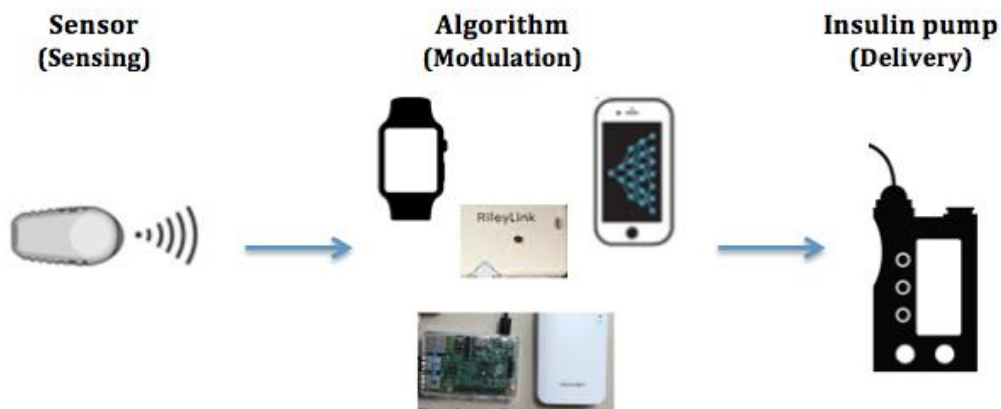 Sensor
(Sensing)
Algorithm
(Modulation)
Insulin pump
(Delivery)
RileyLink